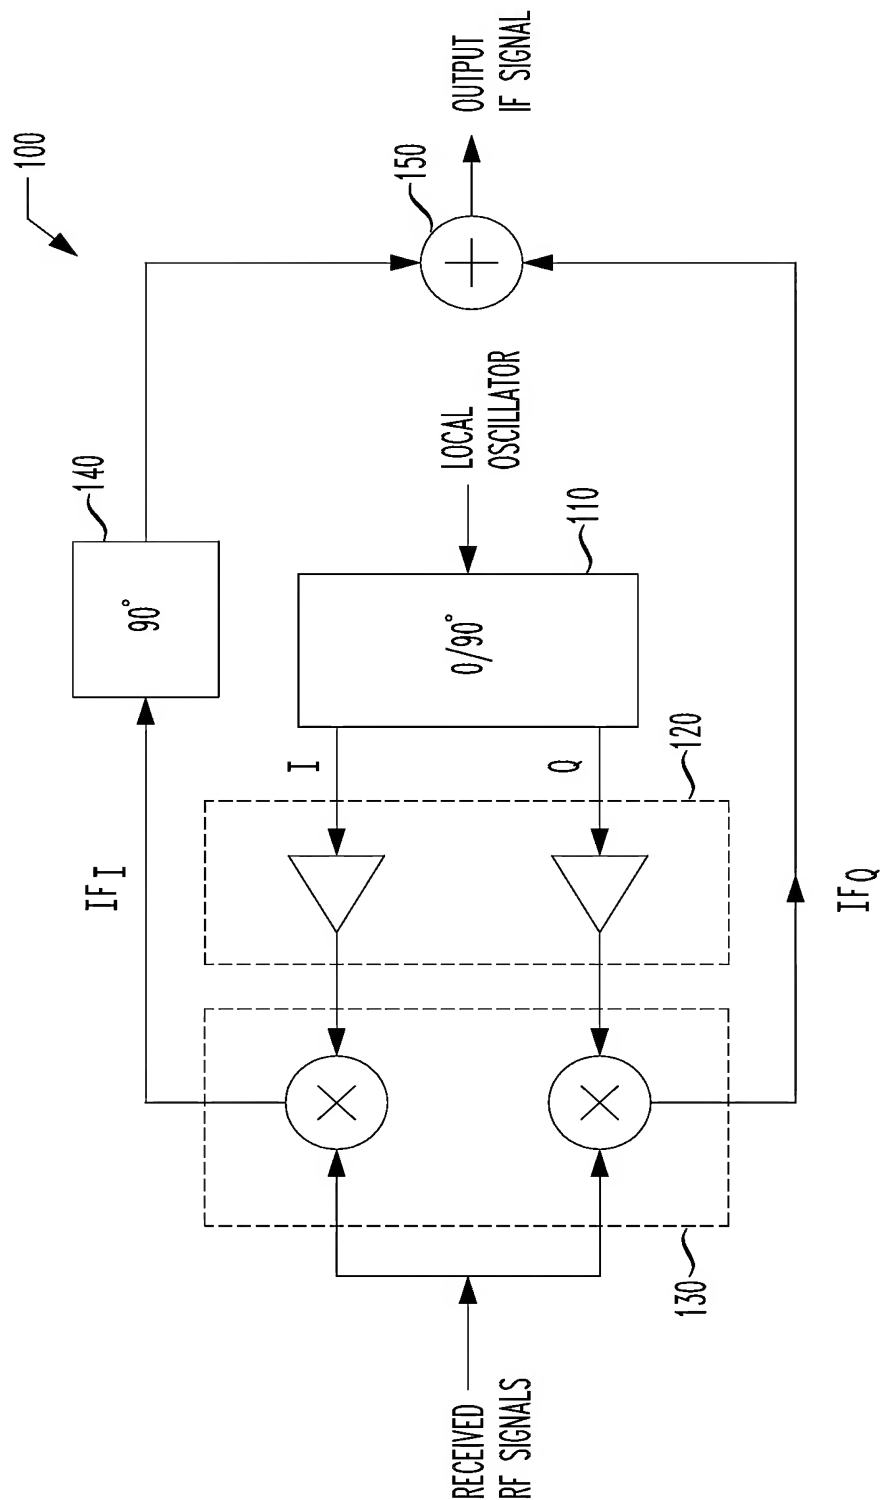 100
IF I
140
90°
150
OUTPUT
IF SIGNAL
I
0/90°
LOCAL
OSCILLATOR
110
Q
120
130
RECEIVED
RF SIGNALS
IF Q